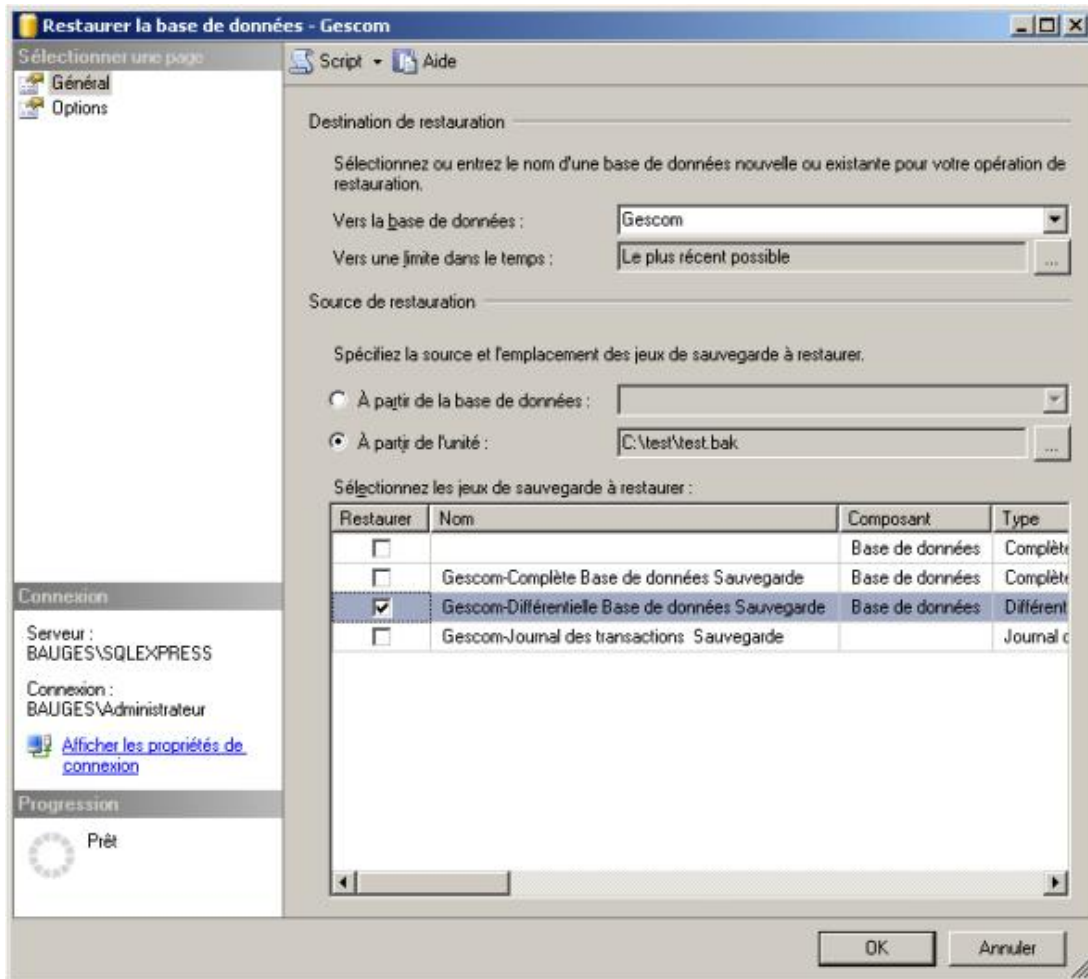 Restaurer la base de données - Gescom
Sélectionner une page
Général
Options
Script
Aide
Destination de restauration
Sélectionnez ou entrez le nom d'une base de données nouvelle ou existante pour votre opération de
restauration.
Vers la base de données :
Gescom
Vers une limite dans le temps :
Le plus récent possible
...
Source de restauration
Spécifiez la source et l'emplacement des jeux de sauvegarde à restaurer.
À partir de la base de données :
À partir de l'unité :
C:\test\test.bak
...
Sélectionnez les jeux de sauvegarde à restaurer :
Restaurer Nom Composant Type
Base de données Complète
Gescom-Complète Base de données Sauvegarde Base de données Complète
Gescom-Différentielle Base de données Sauvegarde Base de données Différent
Gescom-Journal des transactions Sauvegarde Journal
Connexion
Serveur :
BAUGES\SQLEXPRESS
Connexion :
BAUGES\Administrateur
Afficher les propriétés de
connexion
Progression
Prêt
OK
Annuler